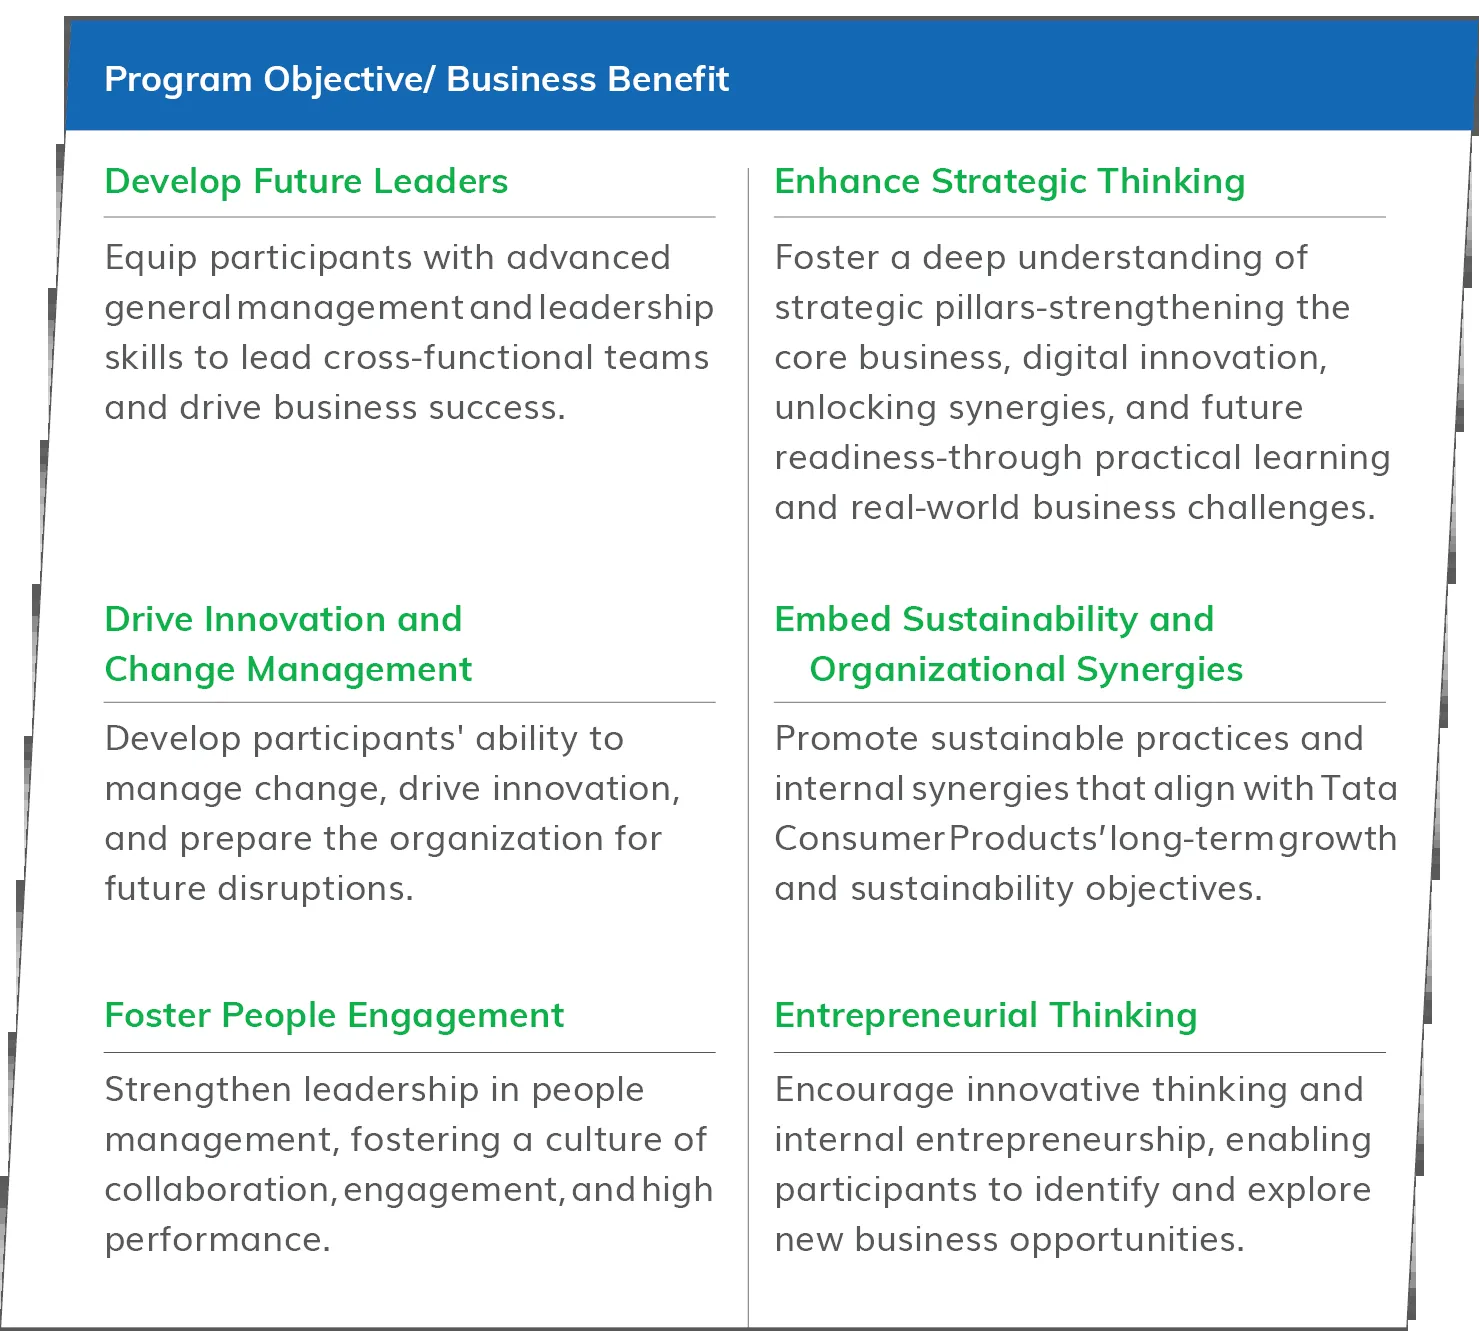 Program Objective/ Business Benefit
Develop Future Leaders
Equip participants with advanced
general management and leadership
skills to lead cross-functional teams
and drive business success.
Enhance Strategic Thinking
Foster a deep understanding of
strategic pillars-strengthening the
core business, digital innovation,
unlocking synergies, and future
readiness-through practical learning
and real-world business challenges.
Drive Innovation and
Change Management
Develop participants' ability to
manage change, drive innovation,
and prepare the organization for
future disruptions.
Embed Sustainability and
Organizational Synergies
Promote sustainable practices and
internal synergies that align with Tata
Consumer Products’ long-term growth
and sustainability objectives.
Foster People Engagement
Strengthen leadership in people
management, fostering a culture of
collaboration, engagement, and high
performance.
Entrepreneurial Thinking
Encourage innovative thinking and
internal entrepreneurship, enabling
participants to identify and explore
new business opportunities.